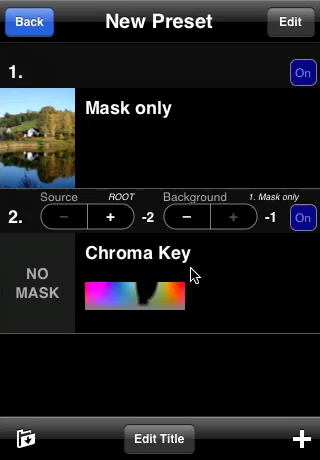 Back New Preset Edit
1. On
Mask only
Source ROOT Background 1. Mask only
2. − + -2 − + -1 On
Chroma Key
NO
MASK
Edit Title